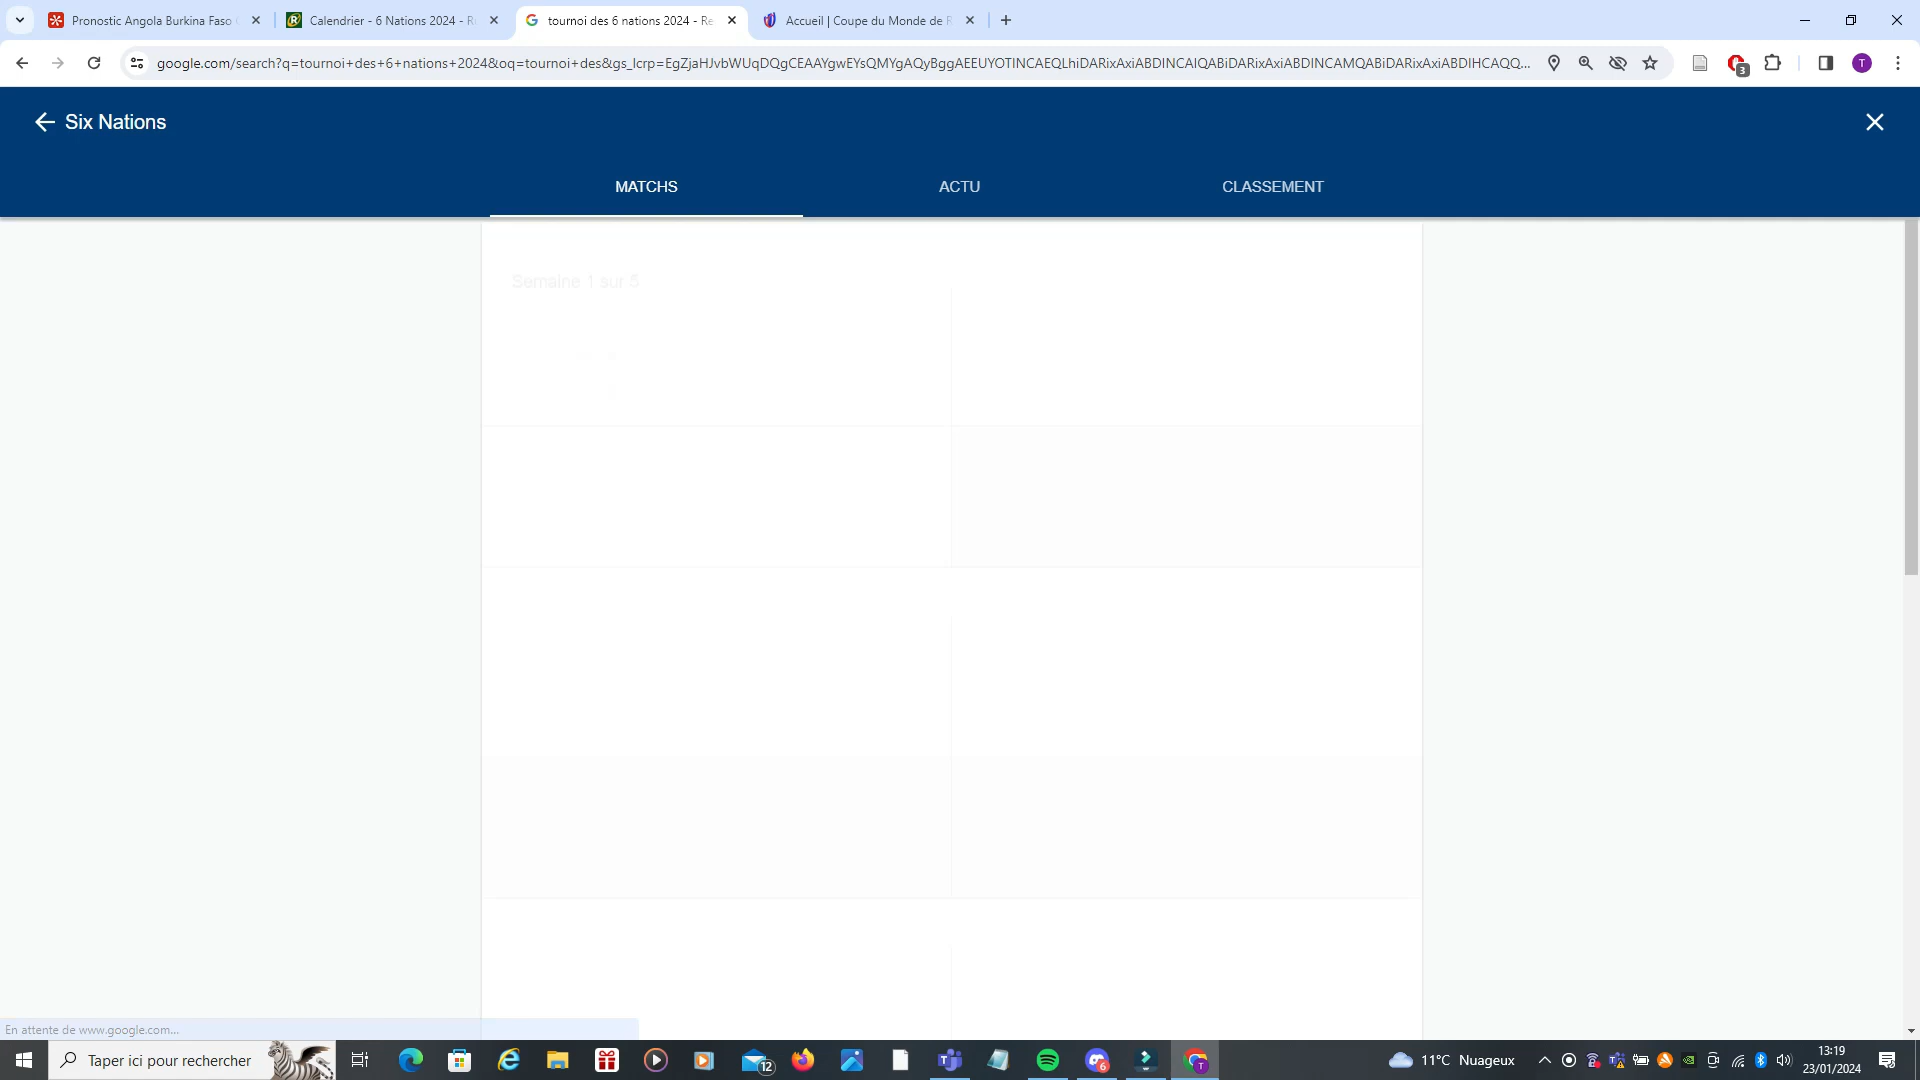 Pronostic Angola Burkina Faso
Calendrier - 6 Nations 2024 - R
tournoi des 6 nations 2024 - Re
Accueil | Coupe du Monde de R
google.com/search?q=tournoi+des+6+nations+2024&oq=tournoi+des&gs_lcrp=EgZjaHJvbWUqDQgCEAAYgwEYsQMYgAQyBggAEEUYOTINCAEQLhiDARixAxiABDINCAIQABiDARixAxiABDINCAMQABiDARixAxiABDIHCAQQ...
3
T
Six Nations
MATCHS
ACTU
CLASSEMENT
Semaine 1 sur 5
En attente de www.google.com...
Taper ici pour rechercher
12
6
T
11°C Nuageux
13:19
23/01/2024